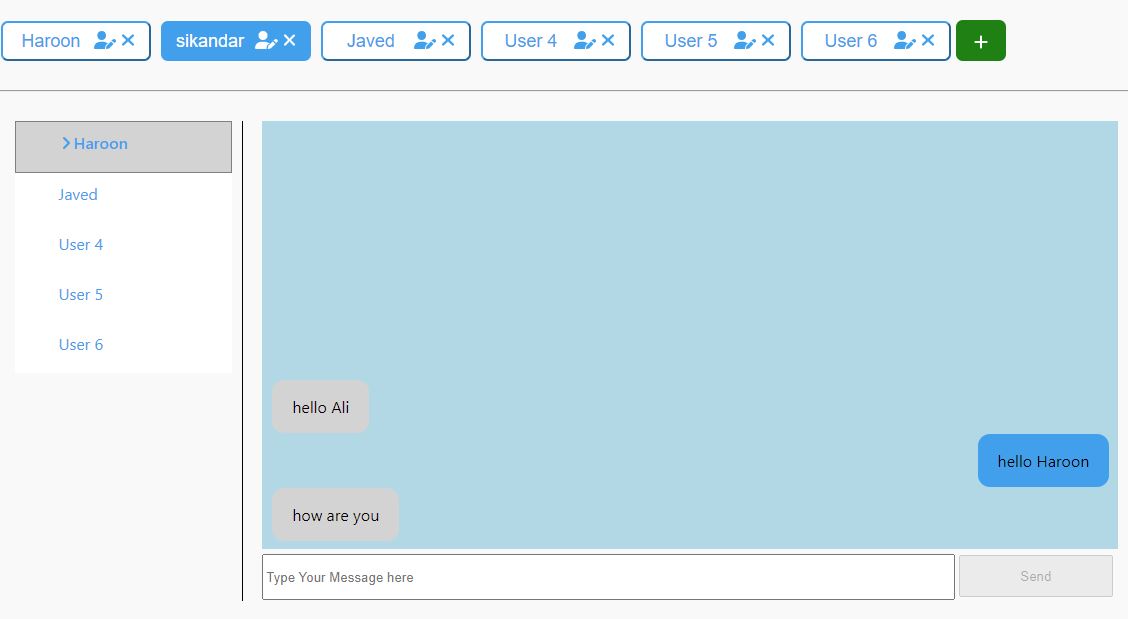 Haroon sikandar Javed User 4 User 5 User 6 +
Haroon
Javed
User 4
User 5
User 6
hello Ali
hello Haroon
how are you
Type Your Message here Send